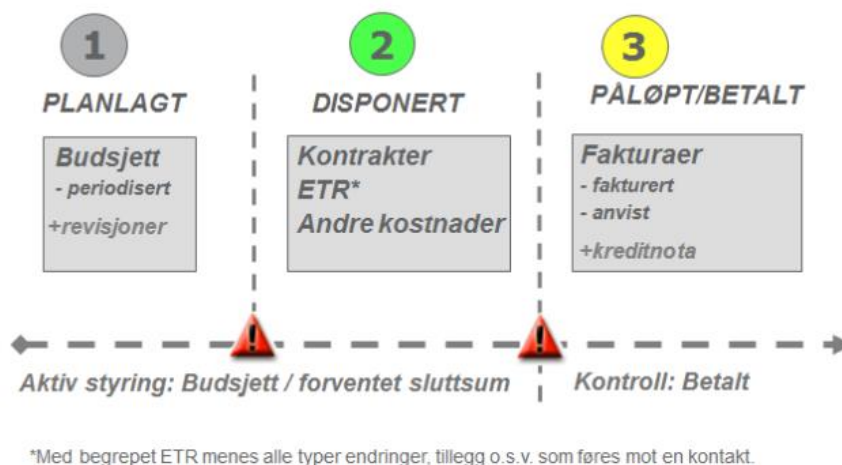 1
PLANLAGT
Budsjett
- periodisert
+revisjoner
2
DISPONERT
Kontrakter
ETR*
Andre kostnader
3
PÅLØPT/BETALT
Fakturaer
- fakturert
- anvist
+kreditnota
!
!
Aktiv styring: Budsjett / forventet sluttsum
Kontroll: Betalt
*Med begrepet ETR menes alle typer endringer, tillegg o.s.v. som føres mot en kontakt.